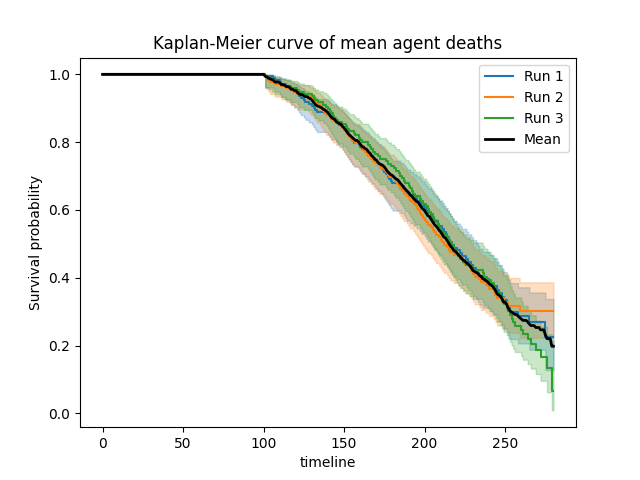 Kaplan-Meier curve of mean agent deaths
Run 1
Run 2
Run 3
Mean
Survival probability
1.0
0.8
0.6
0.4
0.2
0.0
0
50
100
150
200
250
timeline